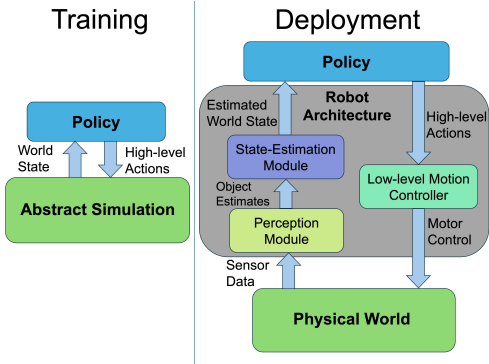 Training
Policy
World
State
High-level
Actions
Abstract Simulation
Deployment
Policy
Robot
Architecture
Estimated
World State
High-level
Actions
State-Estimation
Module
Low-level Motion
Controller
Object
Estimates
Perception
Module
Motor
Control
Sensor
Data
Physical World